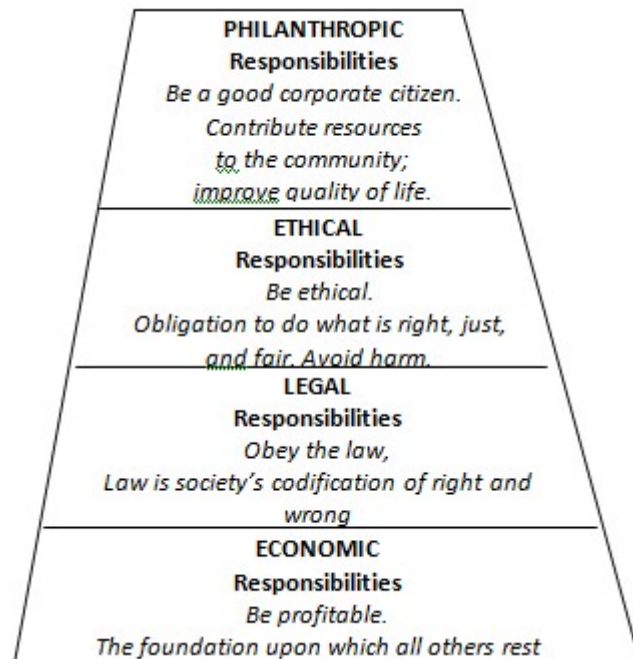 PHILANTHROPIC
Responsibilities
Be a good corporate citizen.
Contribute resources
to the community;
improve quality of life.
ETHICAL
Responsibilities
Be ethical.
Obligation to do what is right, just,
and fair. Avoid harm.
LEGAL
Responsibilities
Obey the law,
Law is society’s codification of right and
wrong
ECONOMIC
Responsibilities
Be profitable.
The foundation upon which all others rest